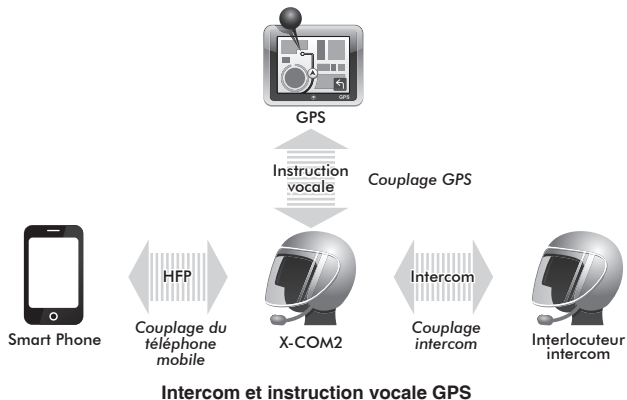 GPS
GPS
Instruction
vocale
Couplage GPS
HFP
Intercom
Couplage du
téléphone
mobile
Couplage
intercom
Smart Phone
X-COM2
Interlocuteur
intercom
Intercom et instruction vocale GPS